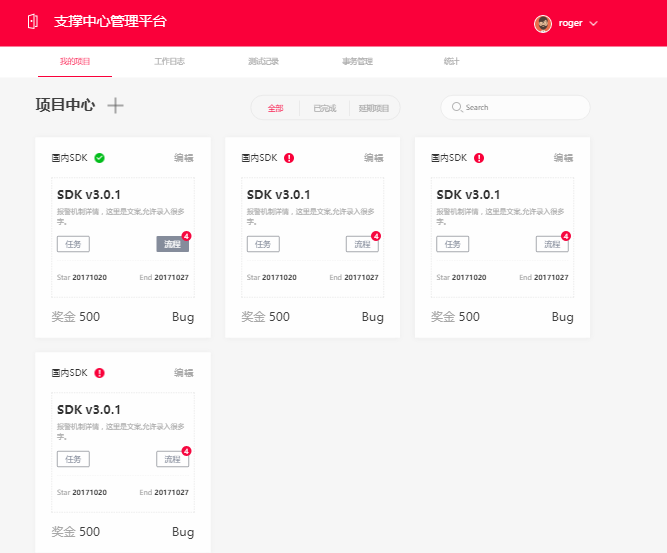 支撑中心管理平台
roger
我的项目 工作日志 测试记录 事务管理 统计
项目中心
全部 已完成 延期项目
Search
国内SDK 编辑
SDK v3.0.1
报警机制详情，这里是文案,允许录入很多
字。
任务 流程 4
Star 20171020 End 20171027
奖金 500 Bug
国内SDK 编辑
SDK v3.0.1
报警机制详情，这里是文案,允许录入很多
字。
任务 流程 4
Star 20171020 End 20171027
奖金 500 Bug
国内SDK 编辑
SDK v3.0.1
报警机制详情，这里是文案,允许录入很多
字。
任务 流程 4
Star 20171020 End 20171027
奖金 500 Bug
国内SDK 编辑
SDK v3.0.1
报警机制详情，这里是文案,允许录入很多
字。
任务 流程 4
Star 20171020 End 20171027
奖金 500 Bug